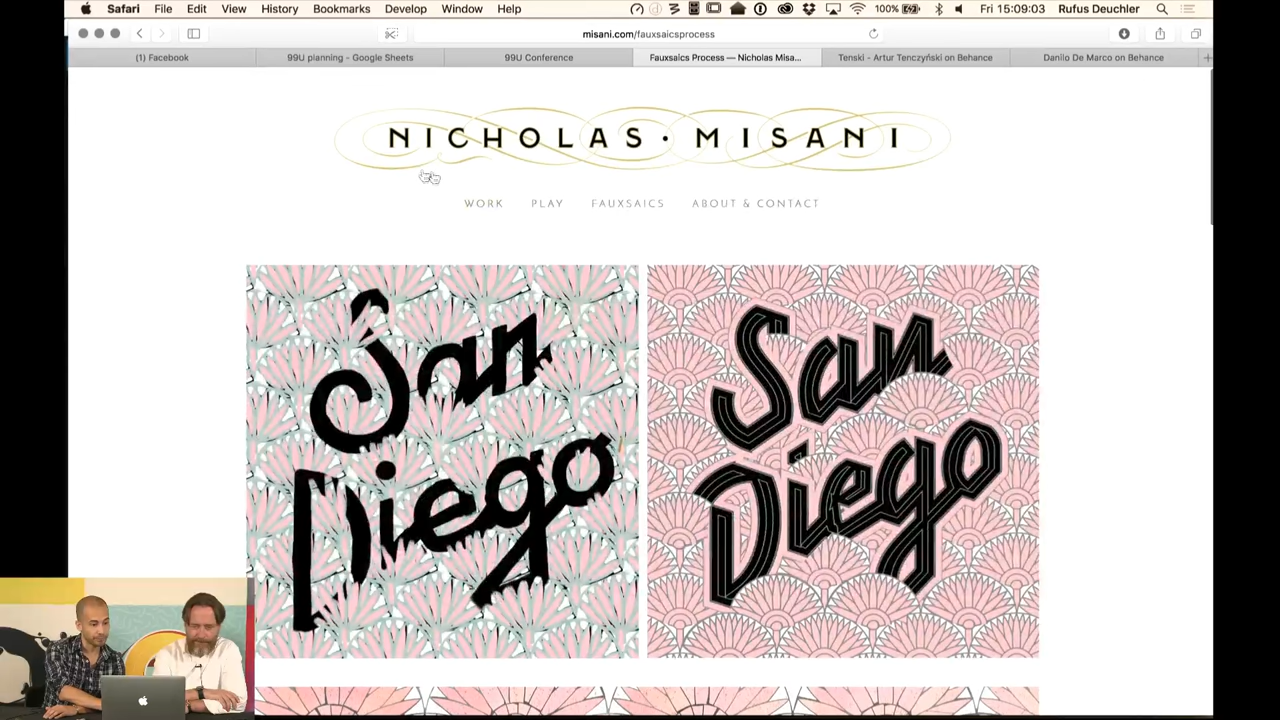 Safari File Edit View History Bookmarks Develop Window Help 100% Fri 15:09:03 Rufus Deuchler
misani.com/fauxsaicsprocess
(1) Facebook 99U planning - Google Sheets 99U Conference Fauxsaics Process — Nicholas Misa... Tenski - Artur Tenczyński on Behance Danilo De Marco on Behance
NICHOLAS · MISANI
WORK PLAY FAUXSAICS ABOUT & CONTACT
San
Diego
San
Diego